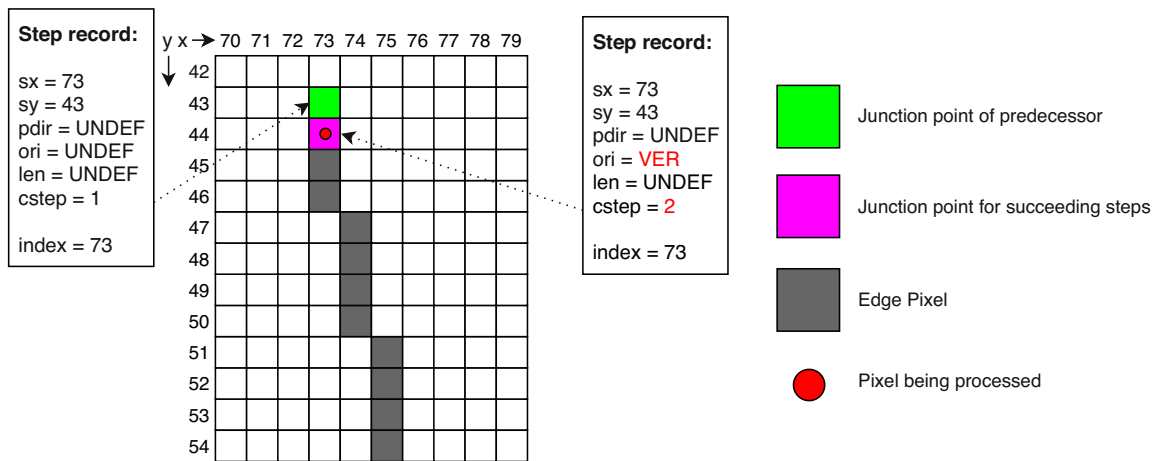 Step record:
sx = 73
sy = 43
pdir = UNDEF
ori = UNDEF
len = UNDEF
cstep = 1
index = 73
y x 70 71 72 73 74 75 76 77 78 79
42
43
44
45
46
47
48
49
50
51
52
53
54
Step record:
sx = 73
sy = 43
pdir = UNDEF
ori = VER
len = UNDEF
cstep = 2
index = 73
Junction point of predecessor
Junction point for succeeding steps
Edge Pixel
Pixel being processed